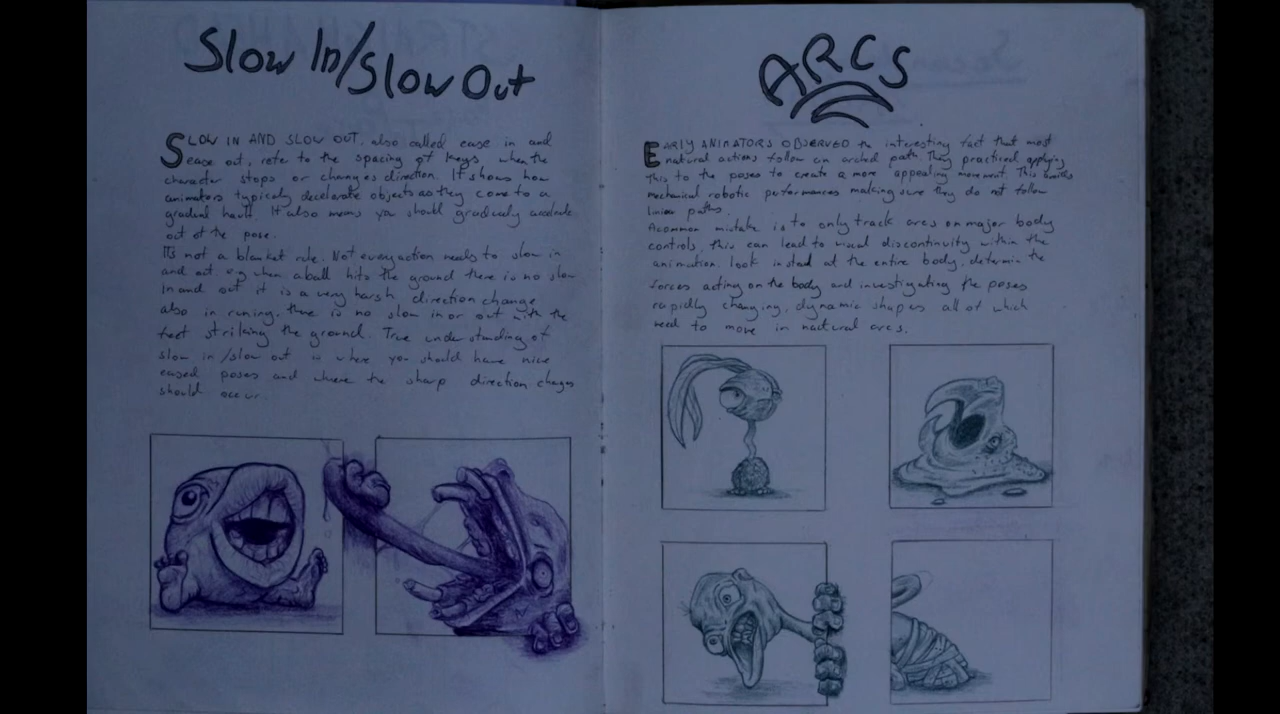 Slow In/Slow Out
SLOW IN AND SLOW OUT, also called ease in and
ease out, refe to the spacing of keys, when the
character stops or changes direction. It shows how
animators typicly decelerate objects as they come to a
gradual hault. It also means you should gradualy accelerate
out of the pose.
It's not a blanket rule. Not every action needs to slow in
and out. e.g when a ball hits the ground there is no slow
in and out it is a very harsh direction change
also in runing, there is no slow in or out with the
feet striking the ground. True understanding of
slow in/slow out is where you should have nice
eased poses and where the sharp direction changes
should occur.
ARCS
EARLY ANIMATORS OBSERVED the interesting fact that most
natural actions follow an arched path. They practiced applying
this to the poses to create a more appealing movement. This avoids
mechanical robotic performances making sure they do not follow
linear paths.
A common mistake is to only track arcs on major body
controls, this can lead to visual discontinuity within the
animation. look instead at the entire body. determin the
forces acting on the body and investigating the poses
rapidly changing, dynamic shapes all of which
need to move in natural arcs.